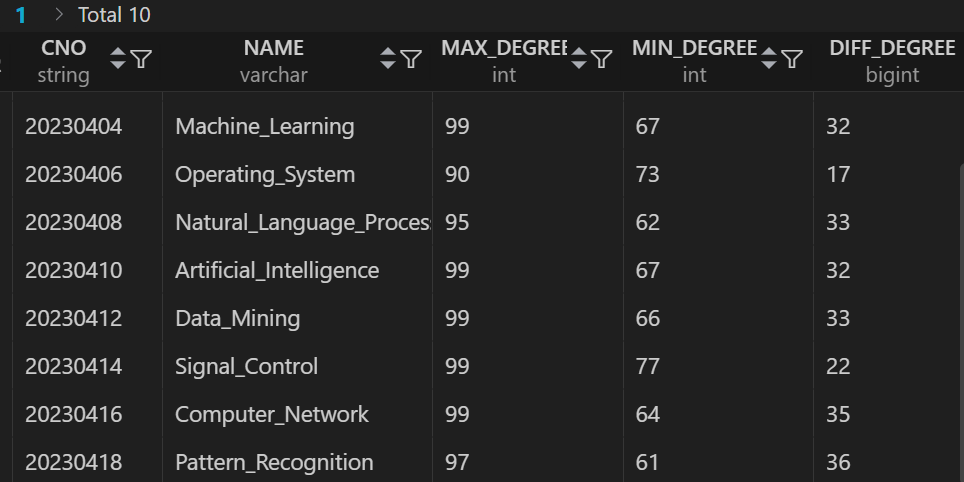 1 > Total 10
CNO NAME MAX_DEGREE MIN_DEGREE DIFF_DEGREE
string varchar int int bigint
20230404 Machine_Learning 99 67 32
20230406 Operating_System 90 73 17
20230408 Natural_Language_Proces 95 62 33
20230410 Artificial_Intelligence 99 67 32
20230412 Data_Mining 99 66 33
20230414 Signal_Control 99 77 22
20230416 Computer_Network 99 64 35
20230418 Pattern_Recognition 97 61 36